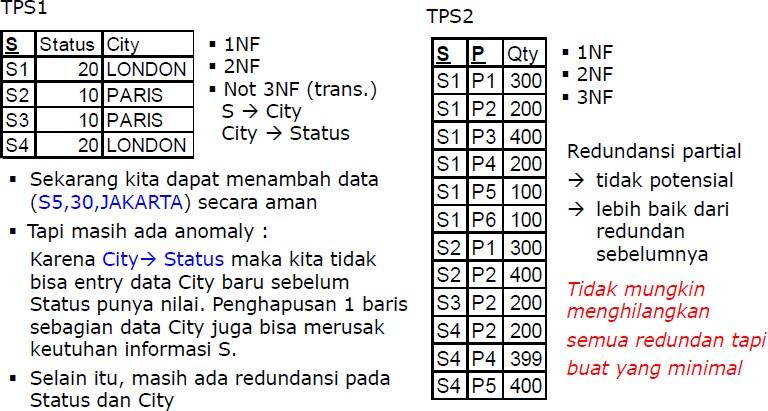 TPS1
S Status City
S1 20 LONDON
S2 10 PARIS
S3 10 PARIS
S4 20 LONDON
▪ 1NF
▪ 2NF
▪ Not 3NF (trans.)
S → City
City → Status
▪ Sekarang kita dapat menambah data
(S5,30,JAKARTA) secara aman
▪ Tapi masih ada anomaly :
Karena City→ Status maka kita tidak
bisa entry data City baru sebelum
Status punya nilai. Penghapusan 1 baris
sebagian data City juga bisa merusak
keutuhan informasi S.
▪ Selain itu, masih ada redundansi pada
Status dan City
TPS2
S P Qty
S1 P1 300
S1 P2 200
S1 P3 400
S1 P4 200
S1 P5 100
S1 P6 100
S2 P1 300
S2 P2 400
S3 P2 200
S4 P2 200
S4 P4 399
S4 P5 400
▪ 1NF
▪ 2NF
▪ 3NF
Redundansi partial
→ tidak potensial
→ lebih baik dari
redundan
sebelumnya
Tidak mungkin
menghilangkan
semua redundan tapi
buat yang minimal